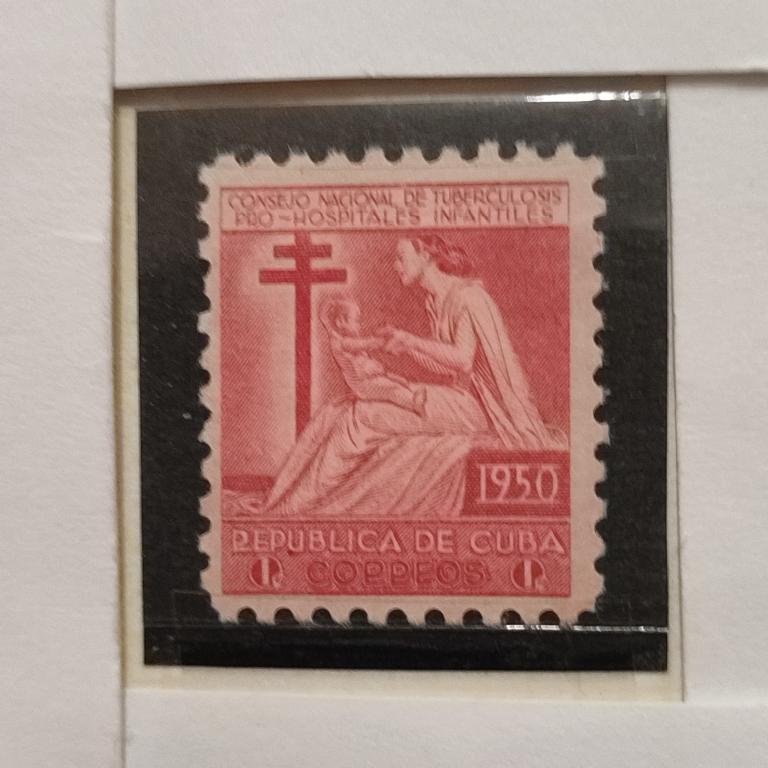 CONSEJO NACIONAL DE TUBERCULOSIS
PRO-HOSPITALES INFANTILES
1950
REPUBLICA DE CUBA
1c CORREOS 1c